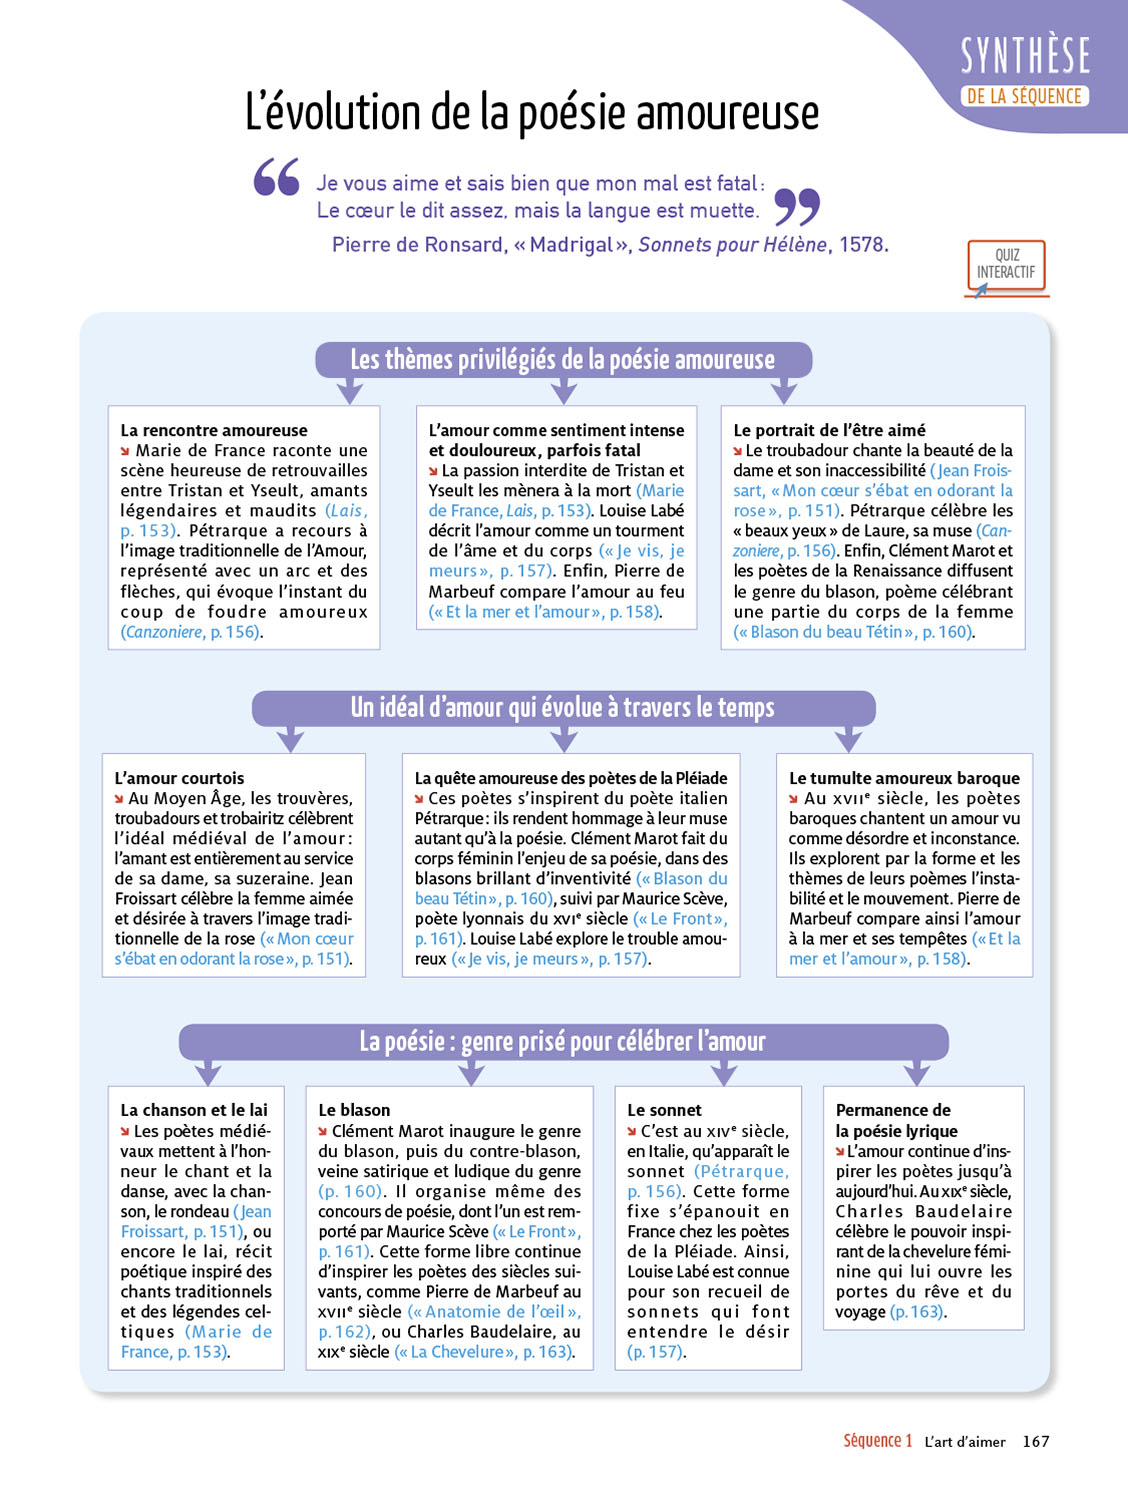 SYNTHÈSE
DE LA SÉQUENCE
L'évolution de la poésie amoureuse
“ Je vous aime et sais bien que mon mal est fatal :
Le cœur le dit assez, mais la langue est muette. ”
Pierre de Ronsard, « Madrigal », Sonnets pour Hélène, 1578.
QUIZ
INTERACTIF
Les thèmes privilégiés de la poésie amoureuse
La rencontre amoureuse
Marie de France raconte une
scène heureuse de retrouvailles
entre Tristan et Yseult, amants
légendaires et maudits (Lais,
p. 153). Pétrarque a recours à
l'image traditionnelle de l'Amour,
représenté avec un arc et des
flèches, qui évoque l'instant du
coup de foudre amoureux
(Canzoniere, p. 156).
L'amour comme sentiment intense
et douloureux, parfois fatal
La passion interdite de Tristan et
Yseult les mènera à la mort (Marie
de France, Lais, p. 153). Louise Labé
décrit l'amour comme un tourment
de l'âme et du corps (« Je vis, je
meurs », p. 157). Enfin, Pierre de
Marbeuf compare l'amour au feu
(« Et la mer et l'amour », p. 158).
Le portrait de l'être aimé
Le troubadour chante la beauté de la
dame et son inaccessibilité (Jean Frois-
sart, « Mon cœur s'ébat en odorant la
rose », p. 151). Pétrarque célèbre les
« beaux yeux » de Laure, sa muse (Can-
zoniere, p. 156). Enfin, Clément Marot et
les poètes de la Renaissance diffusent
le genre du blason, poème célébrant
une partie du corps de la femme
(« Blason du beau Tétin », p. 160).
Un idéal d'amour qui évolue à travers le temps
L'amour courtois
Au Moyen Âge, les trouvères,
troubadours et trobairitz célèbrent
l'idéal médiéval de l'amour :
l'amant est entièrement au service
de sa dame, sa suzeraine. Jean
Froissart célèbre la femme aimée
et désirée à travers l'image tradi-
tionnelle de la rose (« Mon cœur
s'ébat en odorant la rose », p. 151).
La quête amoureuse des poètes de la Pléiade
Ces poètes s'inspirent du poète italien
Pétrarque : ils rendent hommage à leur muse
autant qu'à la poésie. Clément Marot fait du
corps féminin l'enjeu de sa poésie, dans des
blasons brillant d'inventivité (« Blason du
beau Tétin », p. 160), suivi par Maurice Scève,
poète lyonnais du XVIe siècle (« Le Front »,
p. 161). Louise Labé explore le trouble amou-
reux (« Je vis, je meurs », p. 157).
Le tumulte amoureux baroque
Au XVIIe siècle, les poètes
baroques chantent un amour vu
comme désordre et inconstance.
Ils explorent par la forme et les
thèmes de leurs poèmes l'insta-
bilité et le mouvement. Pierre de
Marbeuf compare ainsi l'amour
à la mer et ses tempêtes (« Et la
mer et l'amour », p. 158).
La poésie : genre prisé pour célébrer l'amour
La chanson et le lai
Les poètes médié-
vaux mettent à l'hon-
neur le chant et la
danse, avec la chan-
son, le rondeau (Jean
Froissart, p. 151), ou
encore le lai, récit
poétique inspiré des
chants traditionnels
et des légendes cel-
tiques (Marie de
France, p. 153).
Le blason
Clément Marot inaugure le genre
du blason, puis du contre-blason,
veine satirique et ludique du genre
(p. 160). Il organise même des
concours de poésie, dont l'un est rem-
porté par Maurice Scève (« Le Front »,
p. 161). Cette forme libre continue
d'inspirer les poètes des siècles sui-
vants, comme Pierre de Marbeuf au
XVIIe siècle (« Anatomie de l'œil »,
p. 162), ou Charles Baudelaire, au
XIXe siècle (« La Chevelure », p. 163).
Le sonnet
C'est au XIVe siècle,
en Italie, qu'apparaît le
sonnet (Pétrarque,
p. 156). Cette forme
fixe s'épanouit en
France chez les poètes
de la Pléiade. Ainsi,
Louise Labé est connue
pour son recueil de
sonnets qui font
entendre le désir
(p. 157).
Permanence de
la poésie lyrique
L'amour continue d'ins-
pirer les poètes jusqu'à
aujourd'hui. Au XIXe siècle,
Charles Baudelaire
célèbre le pouvoir inspi-
rant de la chevelure fémi-
nine qui lui ouvre les
portes du rêve et du
voyage (p. 163).
Séquence 1 L'art d'aimer 167